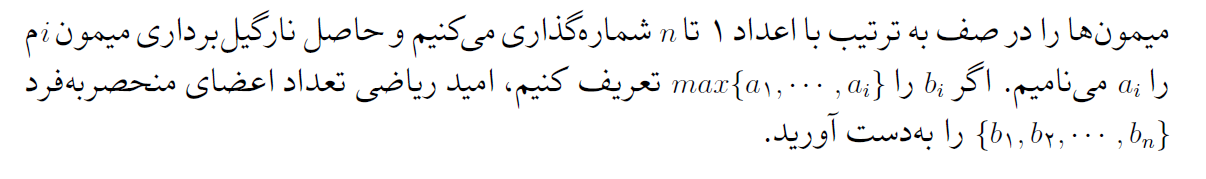 میمون‌ها را در صف به ترتیب با اعداد ۱ تا n شماره‌گذاری می‌کنیم و حاصل نارگیل‌برداری میمون iم
را a_i می‌نامیم. اگر b_i را max{a_۱, ⋯ , a_i} تعریف کنیم، امید ریاضی تعداد اعضای منحصربه‌فرد
{b_۱, b_۲, ⋯ , b_n} را به‌دست آورید.